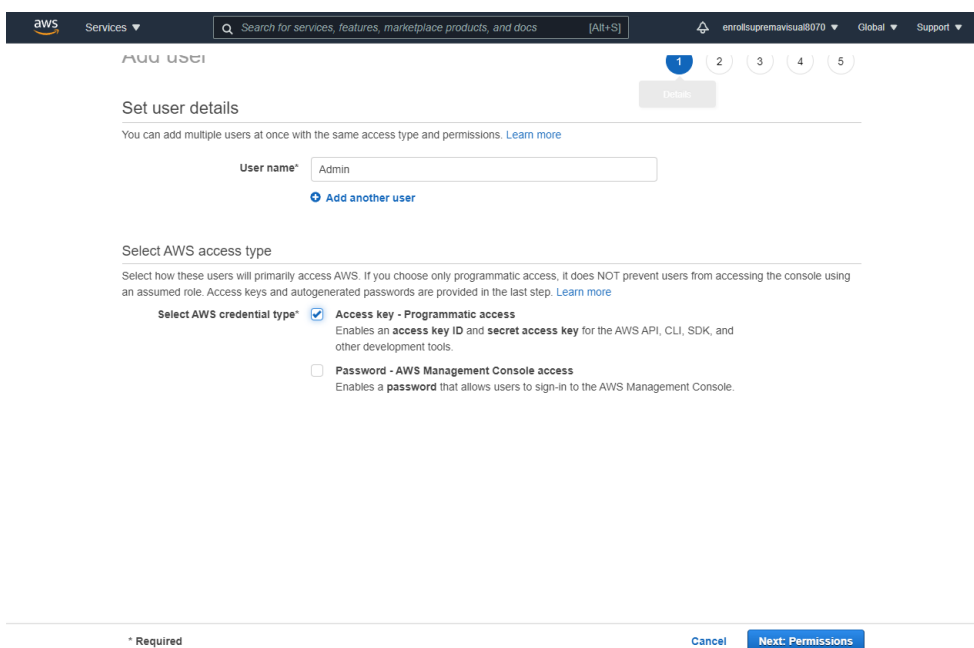 aws Services ▼ Search for services, features, marketplace products, and docs [Alt+S] enrollsupremavisual8070 ▼ Global ▼ Support ▼
Add user 1 2 3 4 5
Details
Set user details
You can add multiple users at once with the same access type and permissions. Learn more
User name* Admin
Add another user
Select AWS access type
Select how these users will primarily access AWS. If you choose only programmatic access, it does NOT prevent users from accessing the console using
an assumed role. Access keys and autogenerated passwords are provided in the last step. Learn more
Select AWS credential type* Access key - Programmatic access
Enables an access key ID and secret access key for the AWS API, CLI, SDK, and
other development tools.
Password - AWS Management Console access
Enables a password that allows users to sign-in to the AWS Management Console.
* Required Cancel Next: Permissions